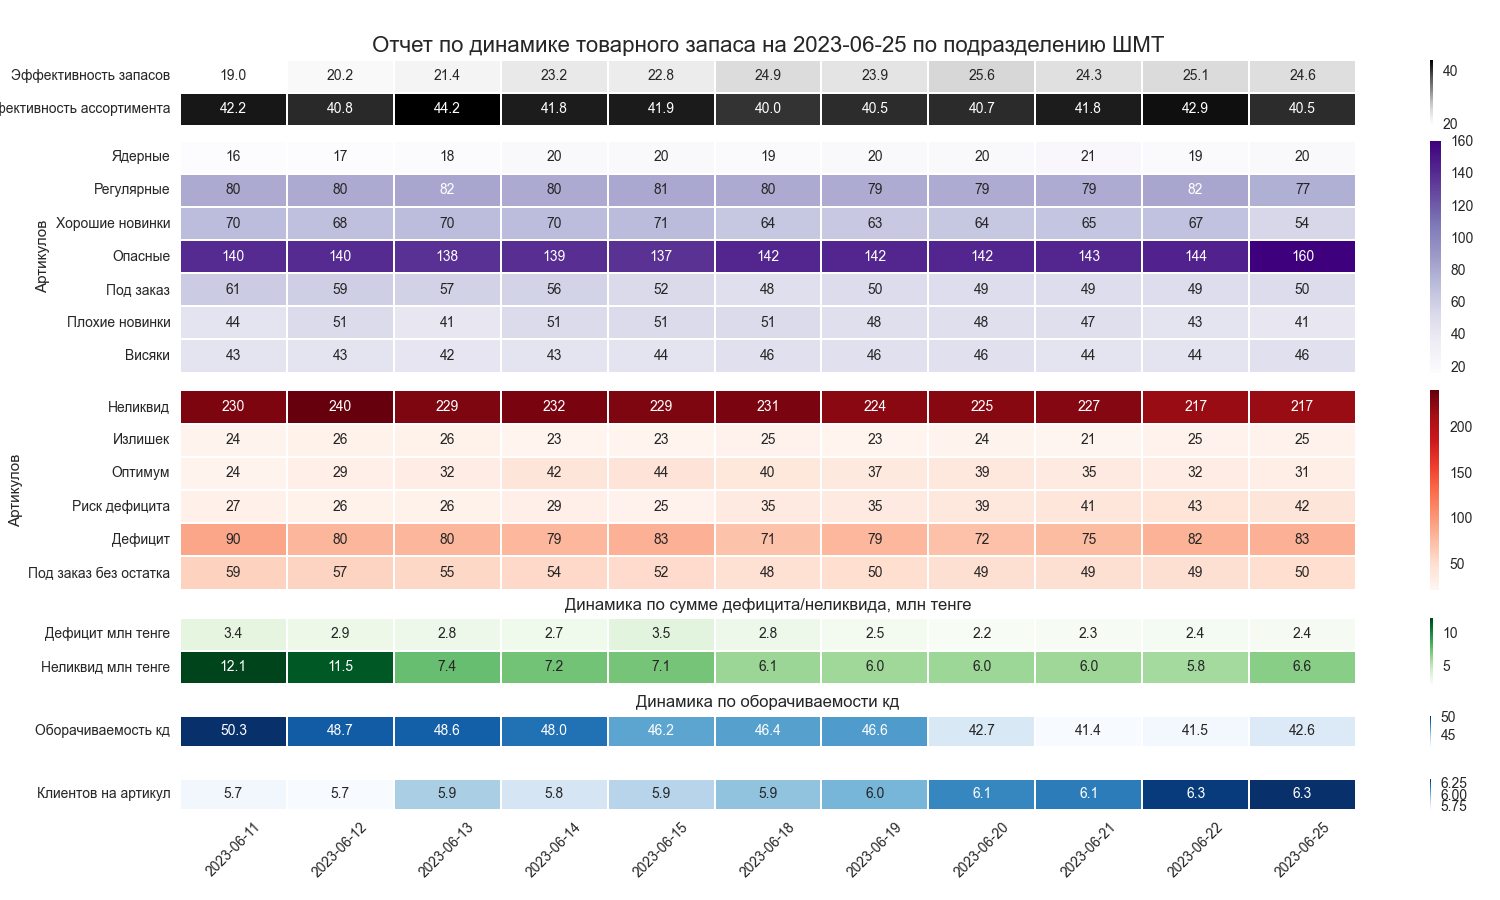 Отчет по динамике товарного запаса на 2023-06-25 по подразделению ШМТ
Эффективность запасов 19.0 20.2 21.4 23.2 22.8 24.9 23.9 25.6 24.3 25.1 24.6
фективность ассортимента 42.2 40.8 44.2 41.8 41.9 40.0 40.5 40.7 41.8 42.9 40.5
40
20
Артикулов
Ядерные 16 17 18 20 20 19 20 20 21 19 20
Регулярные 80 80 82 80 81 80 79 79 79 82 77
Хорошие новинки 70 68 70 70 71 64 63 64 65 67 54
Опасные 140 140 138 139 137 142 142 142 143 144 160
Под заказ 61 59 57 56 52 48 50 49 49 49 50
Плохие новинки 44 51 41 51 51 51 48 48 47 43 41
Висяки 43 43 42 43 44 46 46 46 44 44 46
160
140
120
100
80
60
40
20
Артикулов
Неликвид 230 240 229 232 229 231 224 225 227 217 217
Излишек 24 26 26 23 23 25 23 24 21 25 25
Оптимум 24 29 32 42 44 40 37 39 35 32 31
Риск дефицита 27 26 26 29 25 35 35 39 41 43 42
Дефицит 90 80 80 79 83 71 79 72 75 82 83
Под заказ без остатка 59 57 55 54 52 48 50 49 49 49 50
200
150
100
50
Динамика по сумме дефицита/неликвида, млн тенге
Дефицит млн тенге 3.4 2.9 2.8 2.7 3.5 2.8 2.5 2.2 2.3 2.4 2.4
Неликвид млн тенге 12.1 11.5 7.4 7.2 7.1 6.1 6.0 6.0 6.0 5.8 6.6
10
5
Динамика по оборачиваемости кд
Оборачиваемость кд 50.3 48.7 48.6 48.0 46.2 46.4 46.6 42.7 41.4 41.5 42.6
50
45
Клиентов на артикул 5.7 5.7 5.9 5.8 5.9 5.9 6.0 6.1 6.1 6.3 6.3
6.25
6.00
5.75
2023-06-11 2023-06-12 2023-06-13 2023-06-14 2023-06-15 2023-06-18 2023-06-19 2023-06-20 2023-06-21 2023-06-22 2023-06-25